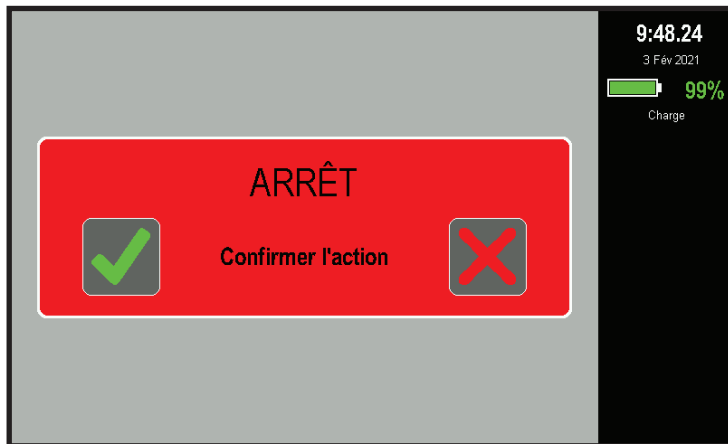 ARRÊT
Confirmer l'action
9:48.24
3 Fév 2021
99%
Charge